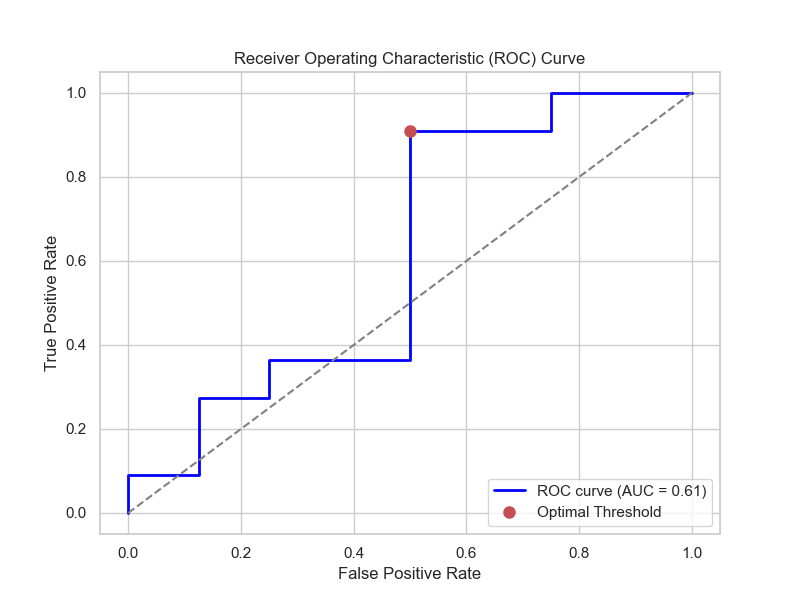 Receiver Operating Characteristic (ROC) Curve
True Positive Rate
1.0
0.8
0.6
0.4
0.2
0.0
0.0 0.2 0.4 0.6 0.8 1.0
False Positive Rate
ROC curve (AUC = 0.61)
Optimal Threshold